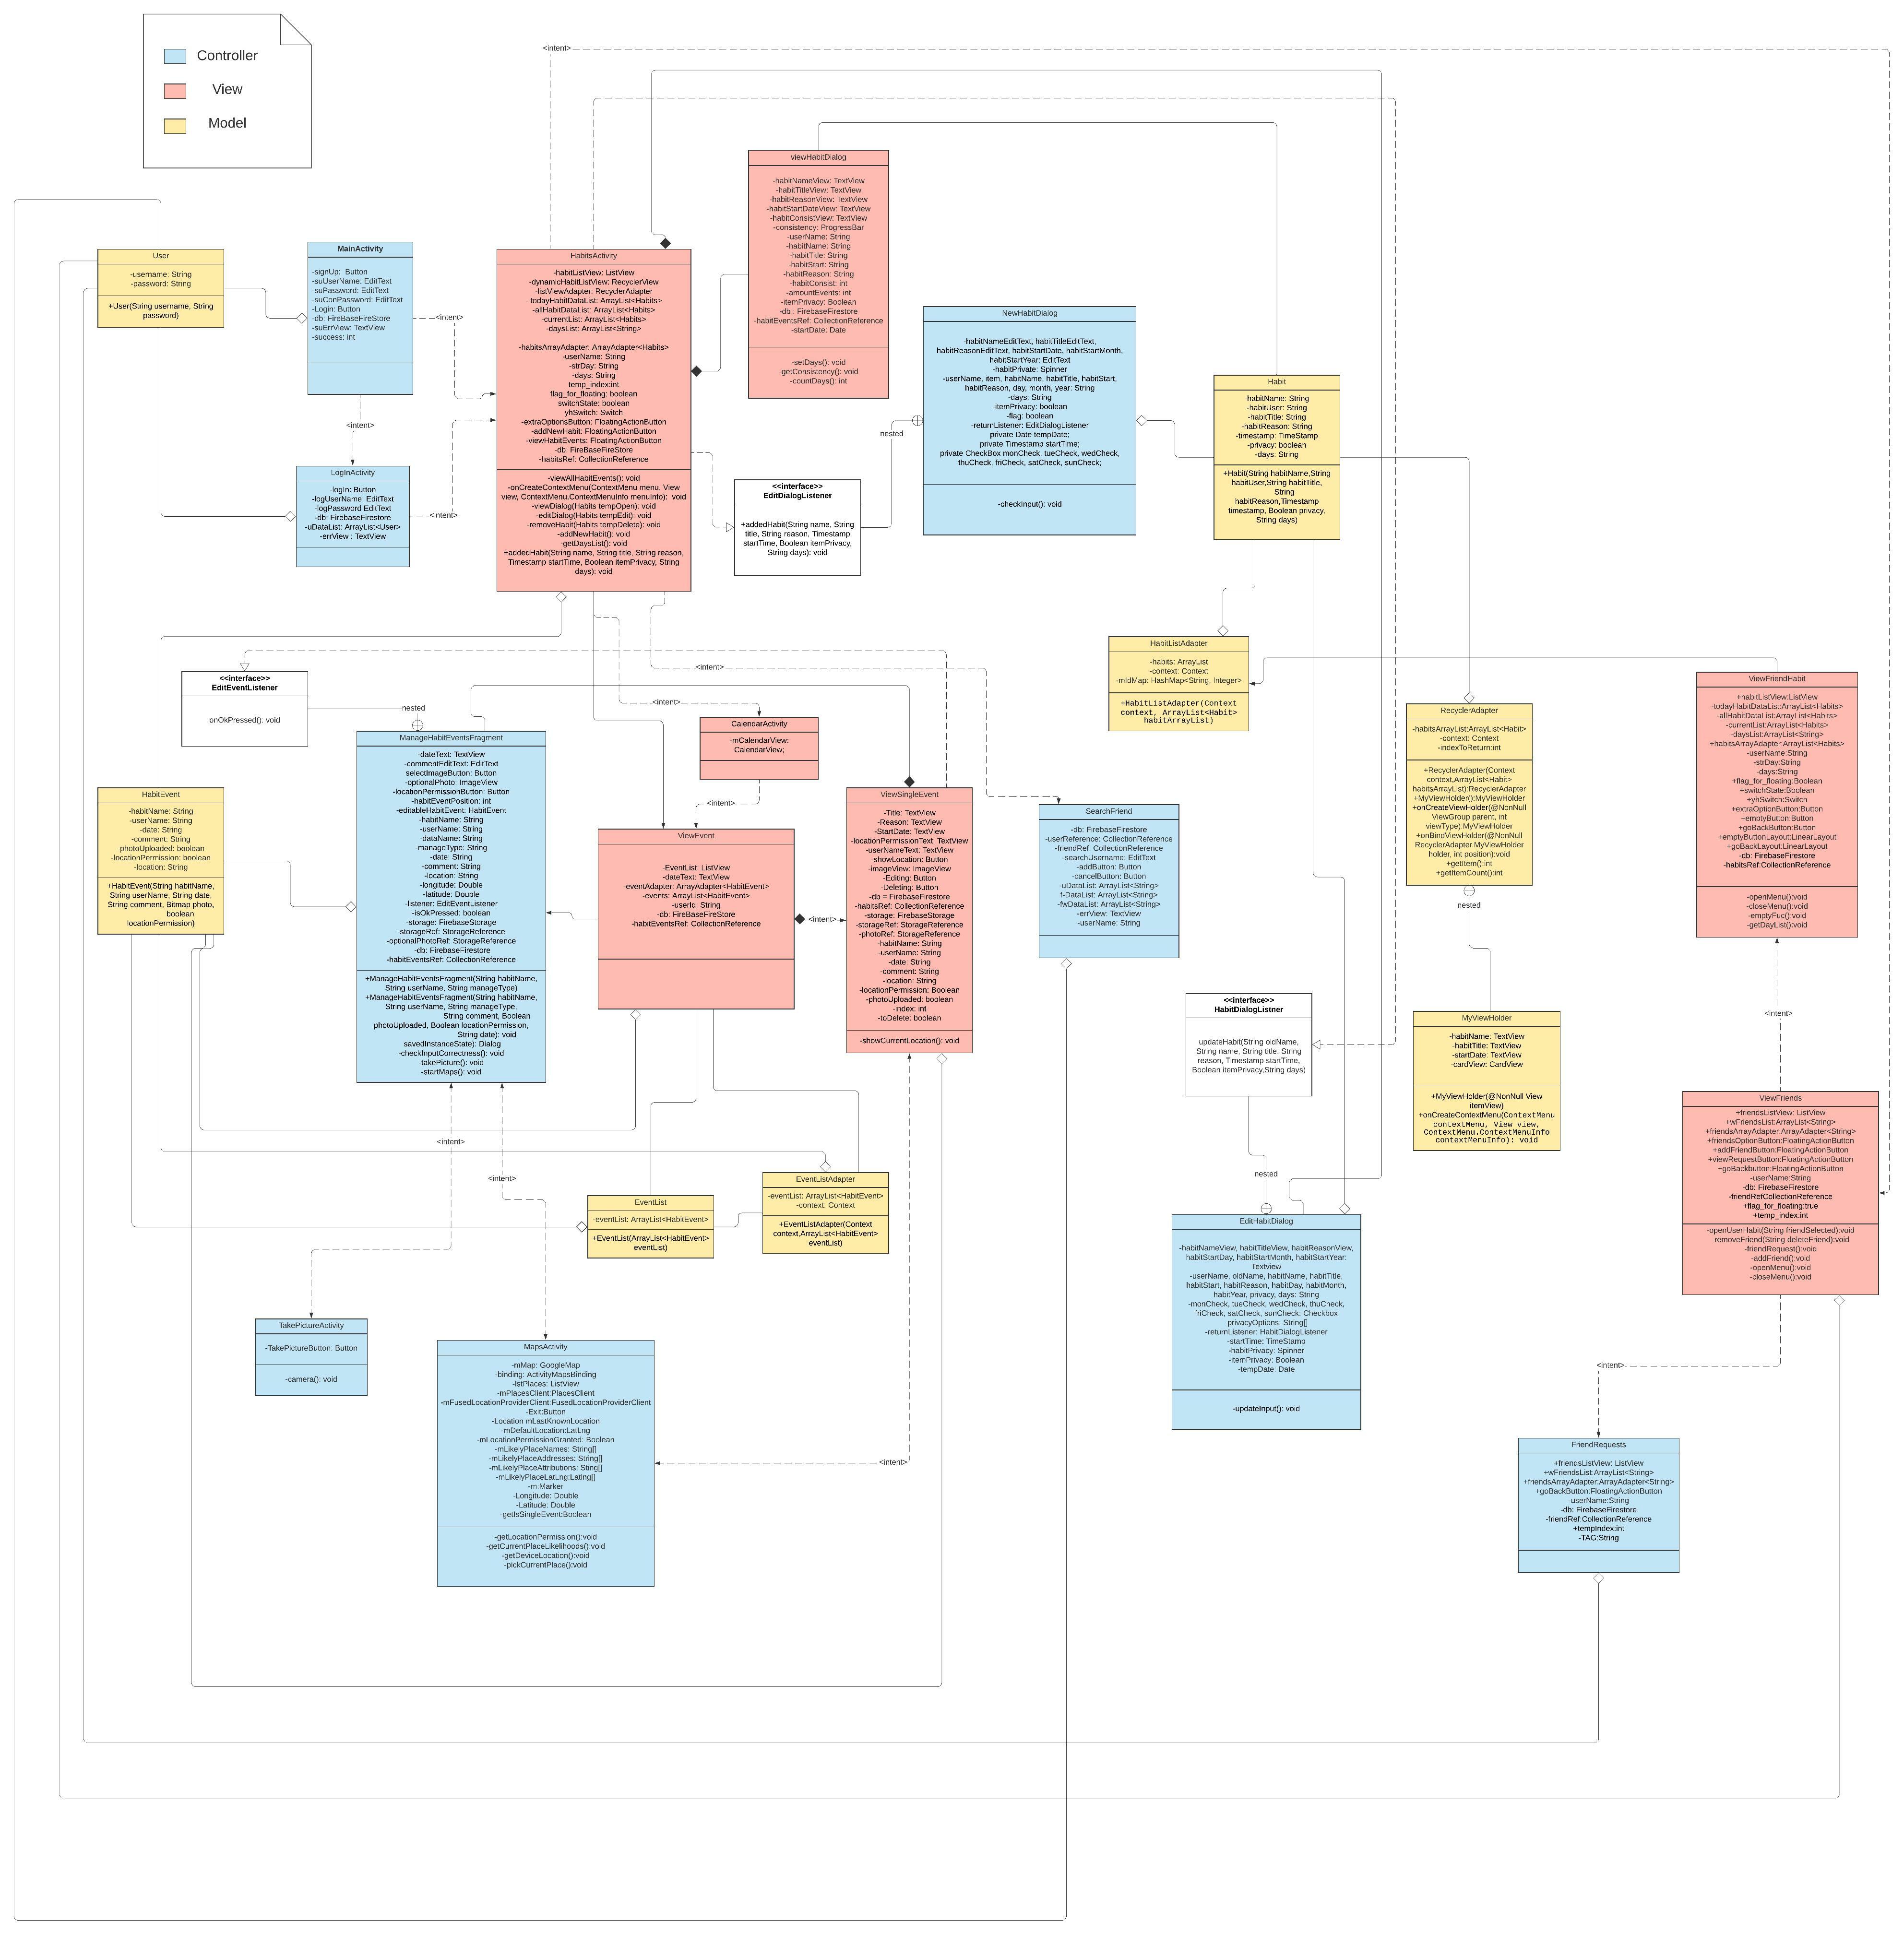 Controller
View
Model
<intent>
viewHabitDialog
-habitNameView: TextView
-habitTitleView: TextView
-habitReasonView: TextView
-habitStartDateView: TextView
-habitConsistView: TextView
-consistency: ProgressBar
-userName: String
-habitName: String
-habitTitle: String
-habitStart: String
-habitReason: String
-habitConsist: int
-amountEvents: int
-itemPrivacy: Boolean
-db : FirebaseFirestore
-habitEventsRef: CollectionReference
-startDate: Date
-setDays(): void
-getConsistency(): void
-countDays(): int
User
-username: String
-password: String
+User(String username, String
password)
MainActivity
-signUp:  Button
-suUserName: EditText
-suPassword: EditText
-suConPassword: EditText
-Login: Button
-db: FireBaseFireStore
-suErrView: TextView
-success: int
<intent>
<intent>
LogInActivity
-login: Button
-logUserName: EditText
-logPassword EditText
-db: FirebaseFirestore
-uDataList: ArrayList<User>
-errView : TextView
<intent>
HabitsActivity
-habitListView: ListView
-dynamicHabitListView: RecyclerView
-listViewAdapter: RecyclerAdapter
- todayHabitDataList: ArrayList<Habits>
-allHabitDataList: ArrayList<Habits>
-currentList: ArrayList<Habits>
-daysList: ArrayList<String>
-habitsArrayAdapter: ArrayAdapter<Habits>
-userName: String
-strDay: String
-days: String
temp_index:int
flag_for_floating: boolean
switchState: boolean
yhSwitch: Switch
-extraOptionsButton: FloatingActionButton
-addNewHabit: FloatingActionButton
-viewHabitEvents: FloatingActionButton
-db: FireBaseFireStore
-habitsRef: CollectionReference
-viewAllHabitEvents(): void
-onCreateContextMenu(ContextMenu menu, View
view, ContextMenu.ContextMenuInfo menuInfo):  void
-viewDialog(Habits tempOpen): void
-editDialog(Habits tempEdit): void
-removeHabit(Habits tempDelete): void
-addNewHabit(): void
-getDaysList(): void
+addedHabit(String name, String title, String reason,
Timestamp startTime, Boolean itemPrivacy, String
days): void
<<interface>>
EditDialogListener
+addedHabit(String name, String
title, String reason, Timestamp
startTime, Boolean itemPrivacy,
String days): void
nested
NewHabitDialog
-habitNameEditText, habitTitleEditText,
habitReasonEditText, habitStartDate, habitStartMonth,
habitStartYear: EditText
-habitPrivate: Spinner
-userName, item, habitName, habitTitle, habitStart,
habitReason, day, month, year: String
-days: String
-itemPrivacy: boolean
-flag: boolean
-returnListener: EditDialogListener
private Date tempDate;
private Timestamp startTime;
private CheckBox monCheck, tueCheck, wedCheck,
thuCheck, friCheck, satCheck, sunCheck;
-checkInput(): void
Habit
-habitName: String
-habitUser: String
-habitTitle: String
-habitReason: String
-timestamp: TimeStamp
-privacy: boolean
-days: String
+Habit(String habitName,String
habitUser,String habitTitle,
String
habitReason,Timestamp
timestamp, Boolean privacy,
String days)
HabitListAdapter
-habits: ArrayList
-context: Context
-mIdMap: HashMap<String, Integer>
+HabitListAdapter(Context
context, ArrayList<Habit>
habitArrayList)
<<interface>>
EditEventListener
onOkPressed(): void
nested
ManageHabitEventsFragment
-dateText: TextView
-commentEditText: EditText
selectImageButton: Button
-optionalPhoto: ImageView
-locationPermissionButton: Button
-habitEventPosition: int
-editableHabitEvent: HabitEvent
-habitName: String
-userName: String
-dataName: String
-manageType: String
-date: String
-comment: String
-location: String
-longitude: Double
-latitude: Double
-listener: EditEventListener
-isOkPressed: boolean
-storage: FirebaseStorage
-storageRef: StorageReference
-optionalPhotoRef: StorageReference
-db: FirebaseFirestore
-habitEventsRef: CollectionReference
+ManageHabitEventsFragment(String habitName,
String userName, String manageType)
+ManageHabitEventsFragment(String habitName,
String userName, String manageType,
String comment, Boolean
photoUploaded, Boolean locationPermission,
String date): void
savedInstanceState): Dialog
-checkInputCorrectness(): void
-takePicture(): void
-startMaps(): void
HabitEvent
-habitName: String
-userName: String
-date: String
-comment: String
-photoUploaded: boolean
-locationPermission: boolean
-location: String
+HabitEvent(String habitName,
String userName, String date,
String comment, Bitmap photo,
boolean
locationPermission)
<intent>
<intent>
CalendarActivity
-mCalendarView:
CalendarView;
<intent>
ViewEvent
-EventList: ListView
-dateText: TextView
-eventAdapter: ArrayAdapter<HabitEvent>
-events: ArrayList<HabitEvent>
-userId: String
-db: FireBaseFireStore
-habitEventsRef: CollectionReference
<intent>
ViewSingleEvent
-Title: TextView
-Reason: TextView
-StartDate: TextView
-locationPermissionText: TextView
-userNameText: TextView
-showLocation: Button
-imageView: ImageView
-Editing: Button
-Deleting: Button
-db = FirebaseFirestore
-habitsRef: CollectionReference
-storage: FirebaseStorage
-storageRef: StorageReference
-photoRef: StorageReference
-habitName: String
-userName: String
-date: String
-comment: String
-location: String
-locationPermission: Boolean
-photoUploaded: boolean
-index: int
-toDelete: boolean
-showCurrentLocation(): void
SearchFriend
-db: FirebaseFirestore
-userReference: CollectionReference
-friendRef: CollectionReference
-searchUsername: EditText
-addButton: Button
-cancelButton: Button
-uDataList: ArrayList<String>
f-DataList: ArrayList<String>
-fwDataList: ArrayList<String>
-errView: TextView
-userName: String
RecyclerAdapter
-habitsArray:ArrayList<Habit>
-context: Context
-indexToReturn:int
+RecyclerAdapter(Context
context,ArrayList<Habit>
habitsArrayList):RecyclerAdapter
+MyViewHolder():MyViewHolder
+onCreateViewHolder(@NonNull
ViewGroup parent, int
viewType):MyViewHolder
+onBindViewHolder(@NonNull
RecyclerAdapter.MyViewHolder
holder, int position):void
+getItem():int
+getItemCount():int
nested
MyViewHolder
-habitName: TextView
-habitTitle: TextView
-startDate: TextView
-cardView: CardView
+MyViewHolder(@NonNull View
itemView)
+onCreateContextMenu(ContextMenu
contextMenu, View view,
ContextMenu.ContextMenuInfo
contextMenuInfo): void
ViewFriendHabit
+habitListView:ListView
-todayHabitDataList:ArrayList<Habits>
-allHabitDataList:ArrayList<Habits>
-currentList:ArrayList<Habits>
-daysList:ArrayList<String>
+habitsArrayAdapter:ArrayList<Habits>
-userName:String
-strDay:String
-days:String
+flag_for_floating:Boolean
+switchState:Boolean
+yhSwitch:Switch
+extraOptionButton:Button
+emptyButton:Button
+goBackButton:Button
+emptyButtonLayout:LinearLayout
+goBackLayout:LinearLayout
-db: FirebaseFirestore
-habitsRef:CollectionReference
-openMenu():void
-closeMenu():void
-emptyFuc():void
-getDayList():void
<intent>
ViewFriends
+friendsListView: ListView
+wFriendsList:ArrayList<String>
+friendsArrayAdapter:ArrayAdapter<String>
+friendsOptionButton:FloatingActionButton
+addFriendButton:FloatingActionButton
+viewRequestButton:FloatingActionButton
+goBackbutton:FloatingActionButton
-userName:String
-db: FirebaseFirestore
-friendRefCollectionReference
+flag_for_floating:true
+temp_index:int
-openUserHabit(String friendSelected):void
-removeFriend(String deleteFriend):void
-friendRequest():void
-addFriend():void
-openMenu():void
-closeMenu():void
<<interface>>
HabitDialogListner
updateHabit(String oldName,
String name, String title, String
reason, Timestamp startTime,
Boolean itemPrivacy,String days)
nested
EditHabitDialog
-habitNameView, habitTitleView, habitReasonView,
habitStartDay, habitStartMonth, habitStartYear:
Textview
-userName, oldName, habitName, habitTitle,
habitStart, habitReason, habitDay, habitMonth,
habitYear, privacy, days: String
-monCheck, tueCheck, wedCheck, thuCheck,
friCheck, satCheck, sunCheck: Checkbox
-privacyOptions: String[]
-returnListener: HabitDialogListener
-startTime: TimeStamp
-habitPrivacy: Spinner
-itemPrivacy: Boolean
-tempDate: Date
-updateInput(): void
<intent>
<intent>
EventList
-eventList: ArrayList<HabitEvent>
+EventList(ArrayList<HabitEvent>
eventList)
EventListAdapter
-eventList: ArrayList<HabitEvent>
-context: Context
+EventListAdapter(Context
context,ArrayList<HabitEvent>
eventList)
TakePictureActivity
-TakePictureButton: Button
-camera(): void
MapsActivity
-mMap: GoogleMap
-binding: ActivityMapsBinding
-lstPlaces: ListView
-mPlacesClient:PlacesClient
-mFusedLocationProviderClient:FusedLocationProviderClient
-Exit:Button
-Location mLastKnownLocation
-mDefaultLocation:LatLng
-mLocationPermissionGranted: Boolean
-mLikelyPlaceNames: String[]
-mLikelyPlaceAddresses: String[]
-mLikelyPlaceAttributions: Sting[]
-mLikelyPlaceLatLng:Latlng[]
-m:Marker
-Longitude: Double
-Latitude: Double
-getIsSingleEvent:Boolean
-getLocationPermission():void
-getCurrentPlaceLikelihoods():void
-getDeviceLocation():void
-pickCurrentPlace():void
<intent>
<intent>
FriendRequests
+friendsListView: ListView
+wFriendsList:ArrayList<String>
+friendsArrayAdapter:ArrayAdapter<String>
+goBackButton:FloatingActionButton
-userName:String
-db: FirebaseFirestore
-friendRef:CollectionReference
+tempIndex:int
-TAG:String